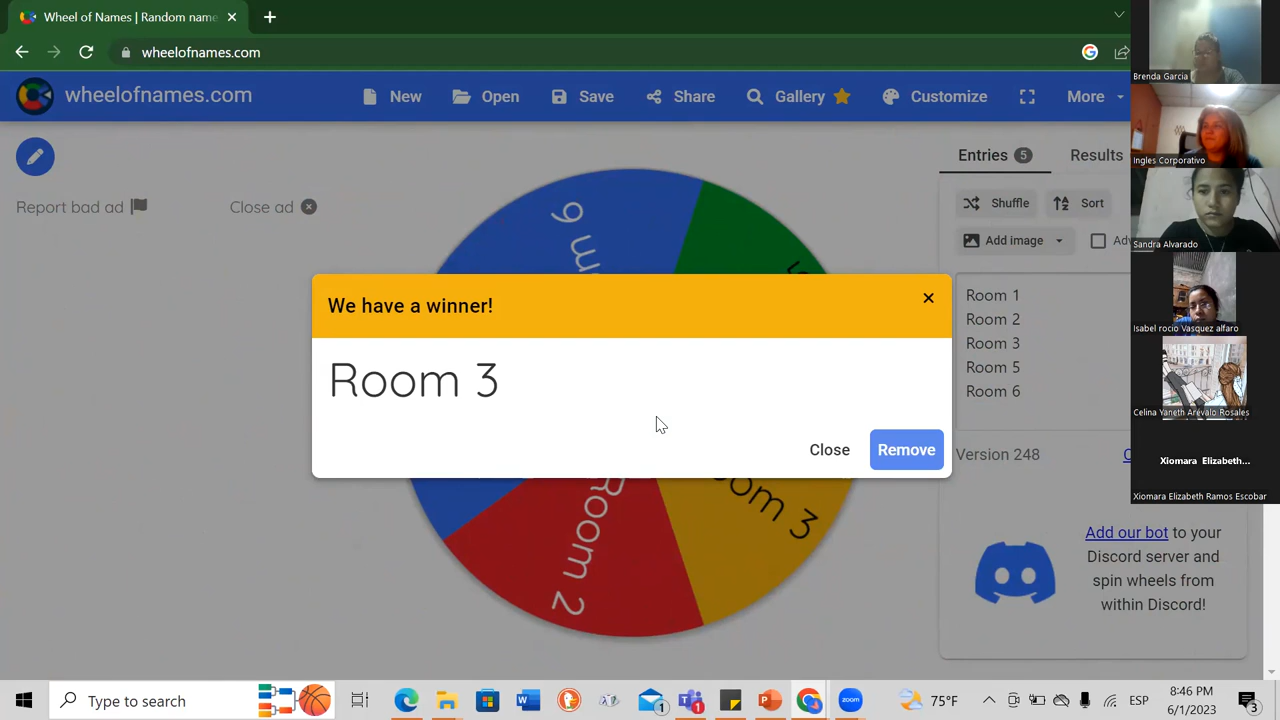 Wheel of Names | Random name
wheelofnames.com
wheelofnames.com
New
Open
Save
Share
Gallery
Customize
More
Report bad ad
Close ad
Entries 5
Results
Shuffle
Sort
Add image
Room 1
Room 2
Room 3
Room 5
Room 6
We have a winner!
Room 3
Close
Remove
Room 2
Version 248
Add our bot to your
Discord server and
spin wheels from
within Discord!
Brenda Garcia
Ingles Corporativo
Sandra Alvarado
Isabel rocio Vasquez alfaro
Celina Yaneth Arévalo Rosales
Xiomara Elizabeth...
Xiomara Elizabeth Ramos Escobar
Type to search
75°F
ESP
8:46 PM
6/1/2023